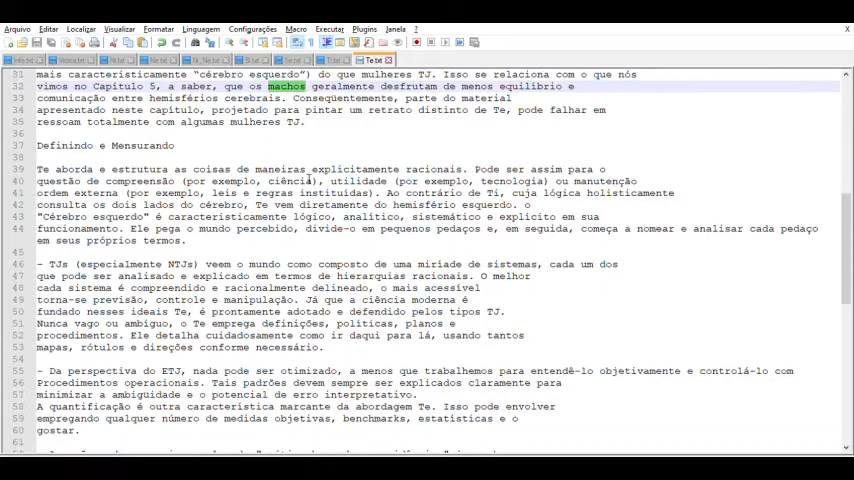 Arquivo Editar Localizar Visualizar Formatar Linguagem Configurações Macro Executar Plugins Janela ?
Te.txt
31 mais caracteristicamente “cérebro esquerdo”) do que mulheres TJ. Isso se relaciona com o que nós
32 vimos no Capítulo 5, a saber, que os machos geralmente desfrutam de menos equilíbrio e
33 comunicação entre hemisférios cerebrais. Conseqüentemente, parte do material
34 apresentado neste capítulo, projetado para pintar um retrato distinto de Te, pode falhar em
35 ressoam totalmente com algumas mulheres TJ.
36
37 Definindo e Mensurando
38
39 Te aborda e estrutura as coisas de maneiras explicitamente racionais. Pode ser assim para o
40 questão de compreensão (por exemplo, ciência), utilidade (por exemplo, tecnologia) ou manutenção
41 ordem externa (por exemplo, leis e regras instituídas). Ao contrário de Ti, cuja lógica holisticamente
42 consulta os dois lados do cérebro, Te vem diretamente do hemisfério esquerdo. o
43 "Cérebro esquerdo" é caracteristicamente lógico, analítico, sistemático e explícito em sua
44 funcionamento. Ele pega o mundo percebido, divide-o em pequenos pedaços e, em seguida, começa a nomear e analisar cada pedaço
em seus próprios termos.
45
46 - TJs (especialmente NTJs) veem o mundo como composto de uma miríade de sistemas, cada um dos
47 que pode ser analisado e explicado em termos de hierarquias racionais. O melhor
48 cada sistema é compreendido e racionalmente delineado, o mais acessível
49 torna-se previsão, controle e manipulação. Já que a ciência moderna é
50 fundado nesses ideais Te, é prontamente adotado e defendido pelos tipos TJ.
51 Nunca vago ou ambíguo, o Te emprega definições, políticas, planos e
52 procedimentos. Ele detalha cuidadosamente como ir daqui para lá, usando tantos
53 mapas, rótulos e direções conforme necessário.
54
55 - Da perspectiva do ETJ, nada pode ser otimizado, a menos que trabalhemos para entendê-lo objetivamente e controlá-lo com
56 Procedimentos operacionais. Tais padrões devem sempre ser explicados claramente para
57 minimizar a ambigüidade e o potencial de erro interpretativo.
58 A quantificação é outra característica marcante da abordagem Te. Isso pode envolver
59 empregando qualquer número de medidas objetivas, benchmarks, estatísticas e o
60 gostar.
61